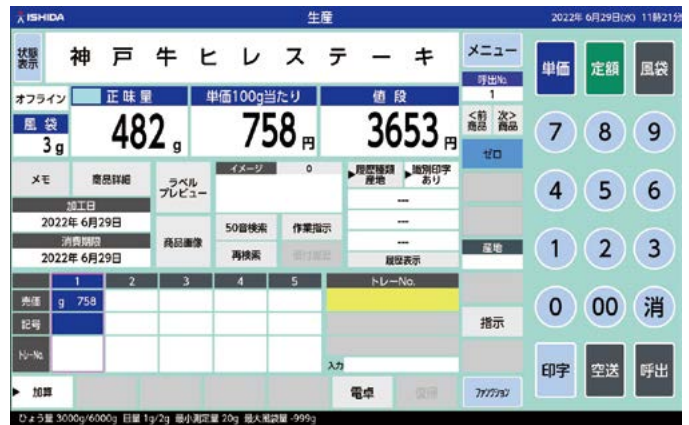 ISHIDA 生産 2022年 6月29日(水) 11時21分
状態表示 神戸牛ヒレステーキ メニュー 単価 定額 風袋
呼出No.
1
オフライン 正味量 単価100g当たり 値段 <前商品 次>商品
風袋 3 g 482 g 758 円 3653 円 7 8 9
ゼロ
メモ 商品詳細 ラベルプレビュー イメージ 0 ▶履歴種類 産地 ▶識別印字 あり 4 5 6
加工日 ---
2022年 6月29日 50音検索 作業指示 ---
消費期限 商品画像 --- 産地 1 2 3
2022年 6月29日 再検索 履歴表示
1 2 3 4 5 トレーNo.
売価 g 758 0 00 消
記号 指示
トレーNo. 入力
印字 空送 呼出
▶ 加算 電卓 復帰 ファンクション
ひょう量 3000g/6000g 目量 1g/2g 最小測定量 20g 最大風袋量 -999g